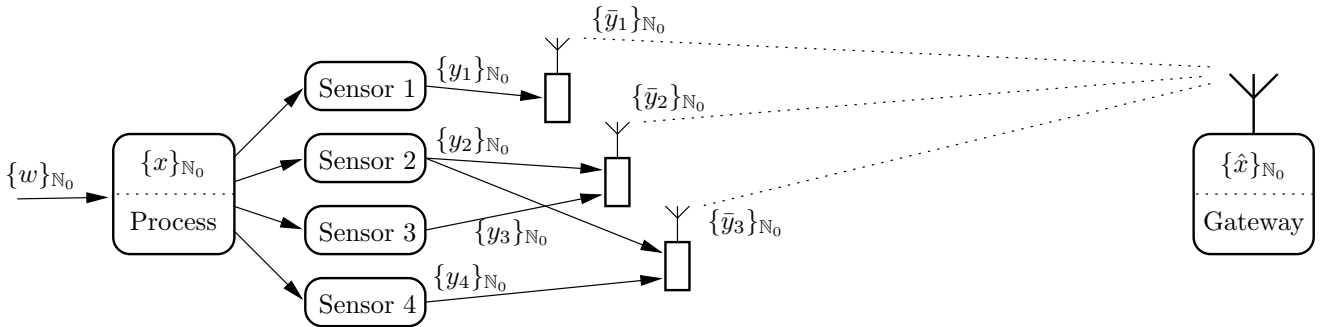 {ȳ₁}ℕ₀
{y₁}ℕ₀
Sensor 1
{ȳ₂}ℕ₀
{y₂}ℕ₀
{x}ℕ₀
Sensor 2
{x̂}ℕ₀
{w}ℕ₀
Process
Sensor 3
{y₃}ℕ₀
{ȳ₃}ℕ₀
Gateway
{y₄}ℕ₀
Sensor 4